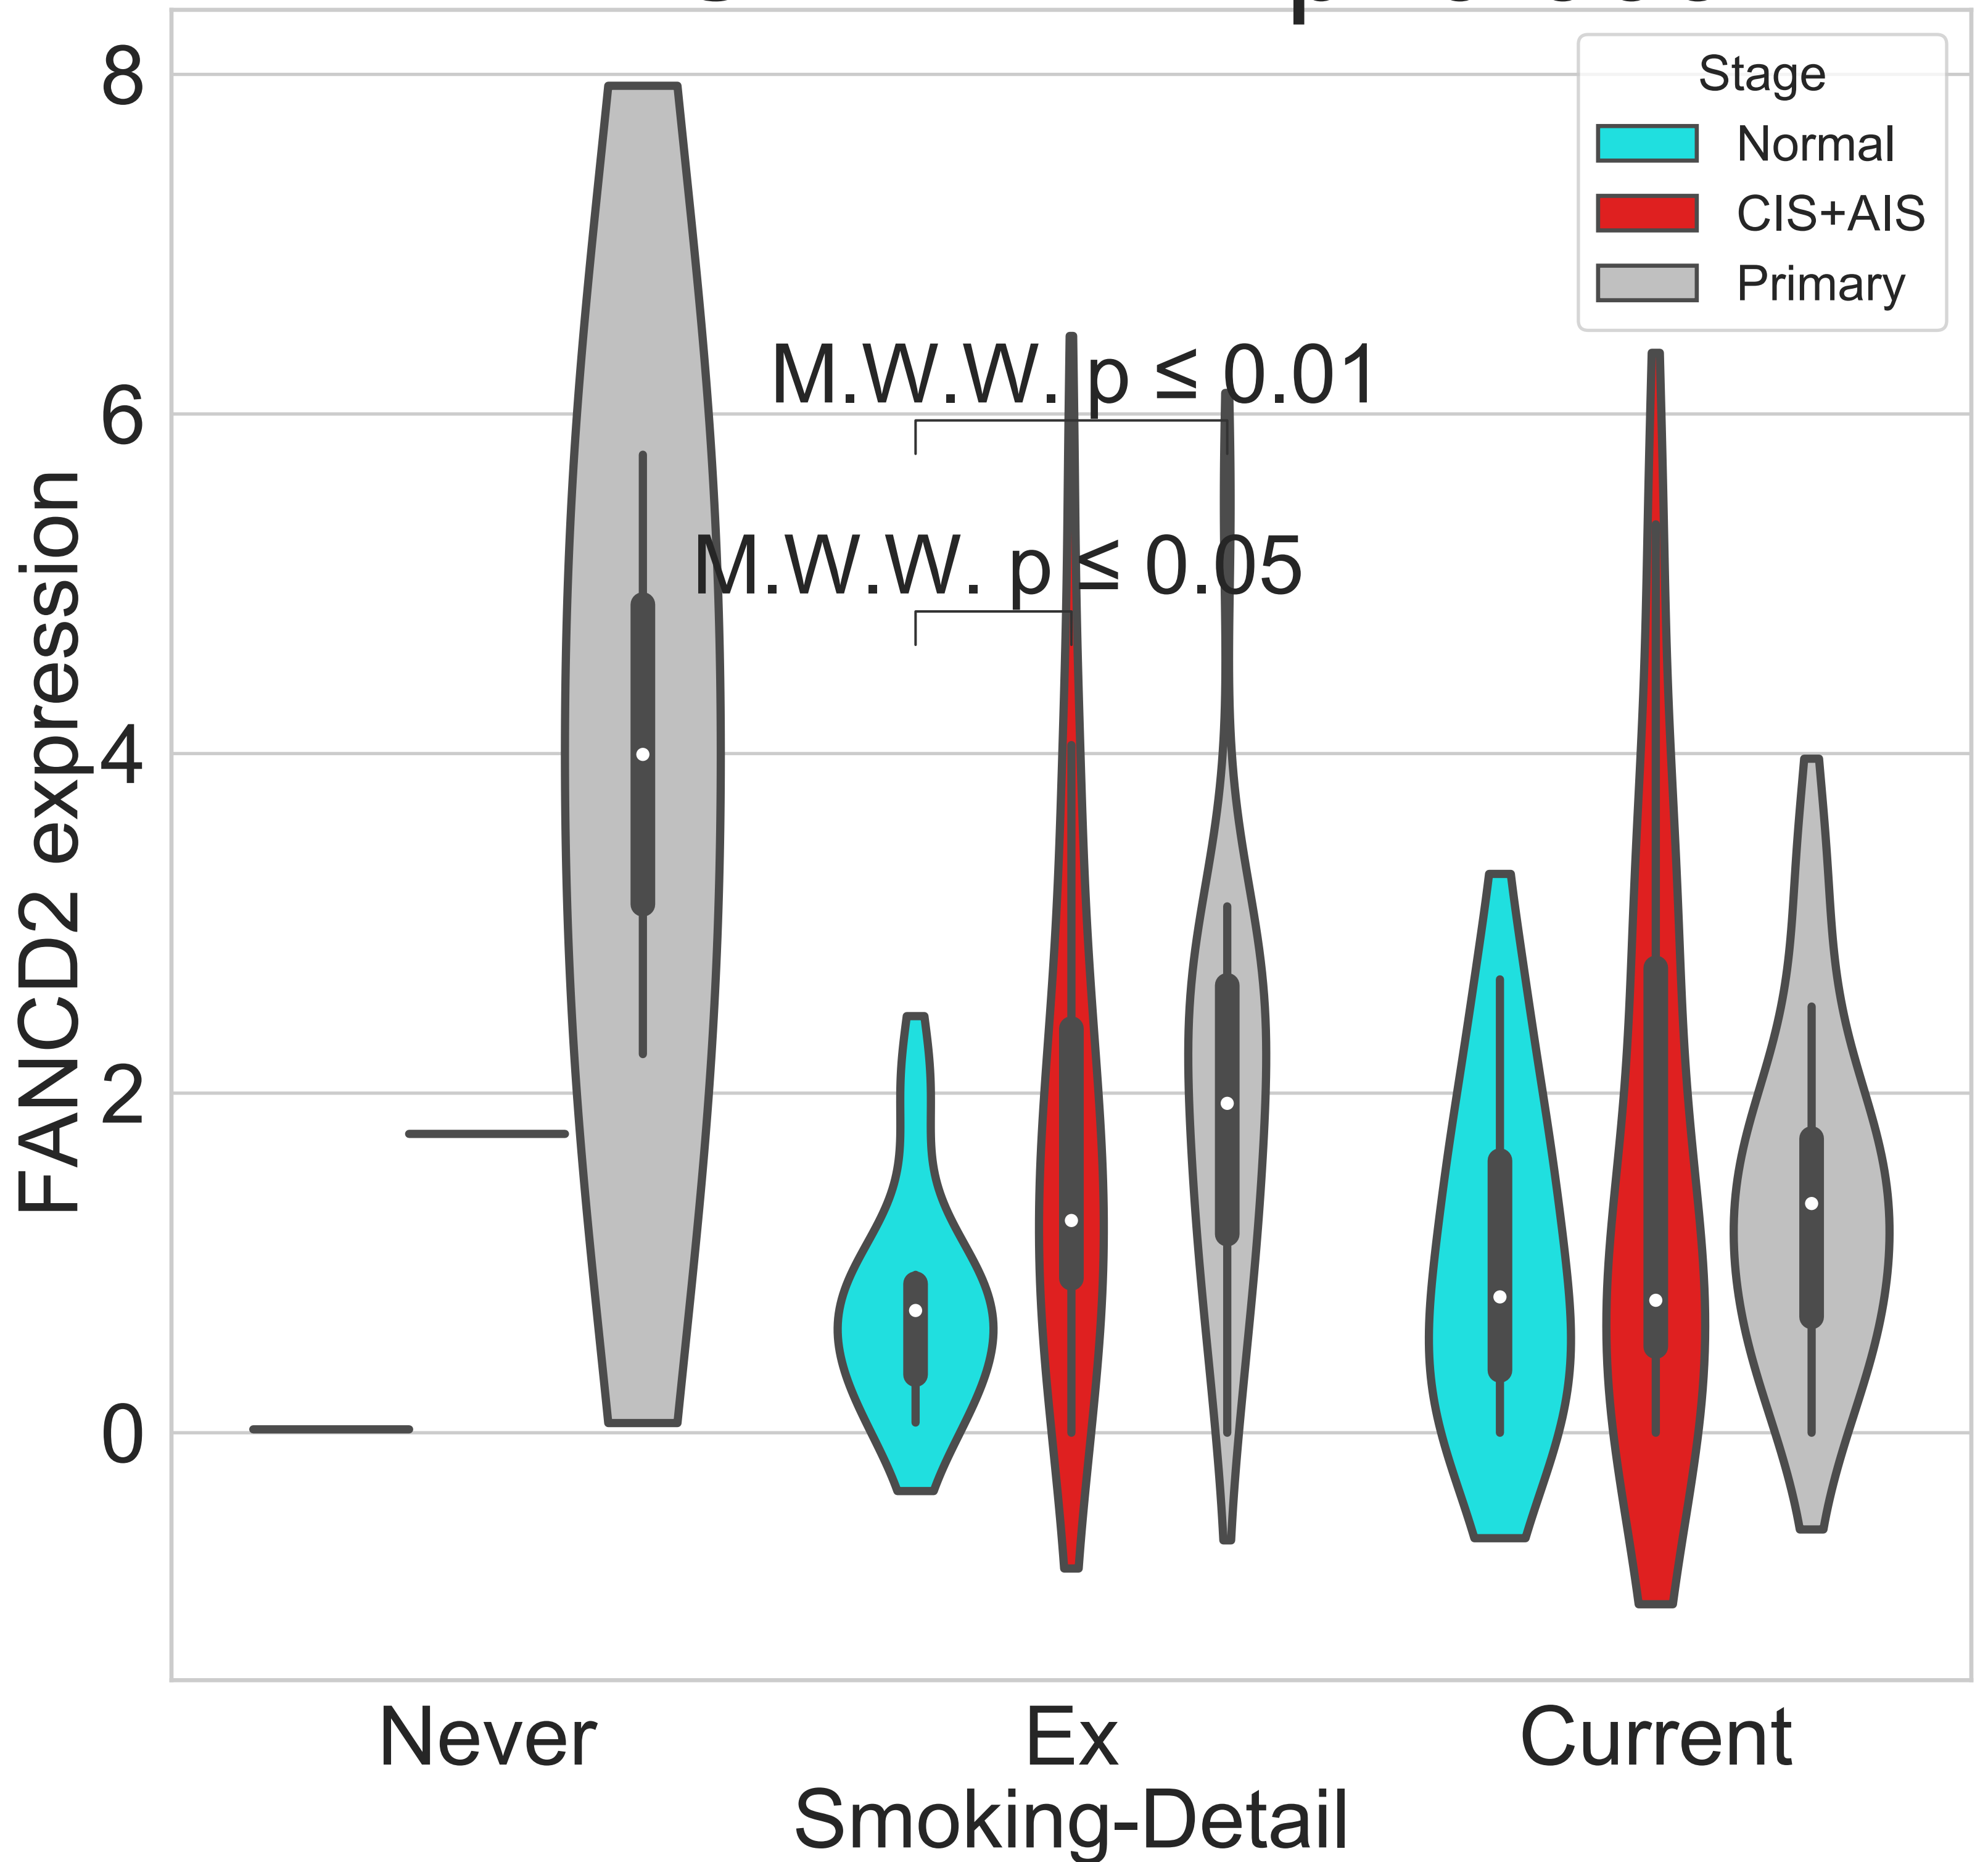 8
Stage
Normal
CIS+AIS
Primary
M.W.W. p ≤ 0.01
6
M.W.W. p ≤ 0.05
4
2
0
FANCD2 expression
Never
Ex
Current
Smoking-Detail